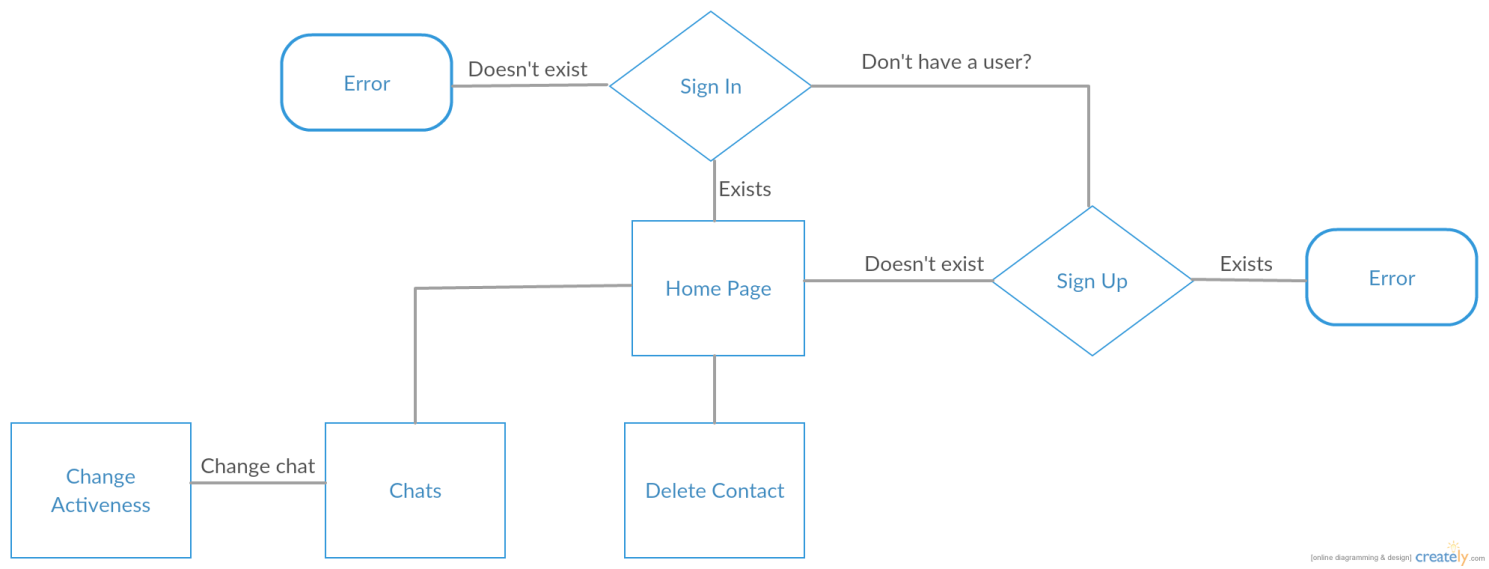 Don't have a user?
Doesn't exist
Error
Sign In
Exists
Doesn't exist
Exists
Home Page
Sign Up
Error
Change chat
Change
Activeness
Chats
Delete Contact
[online diagramming & design] creately.com